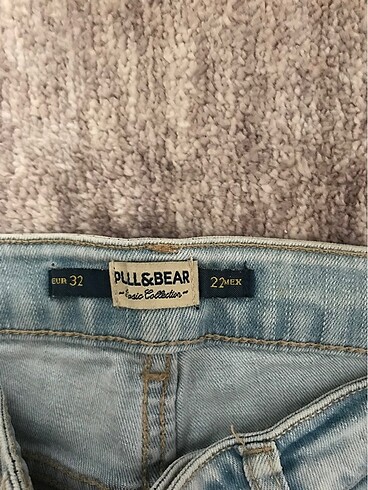 EUR 32
PULL&BEAR
~ Basic Collection ~
22 MEX